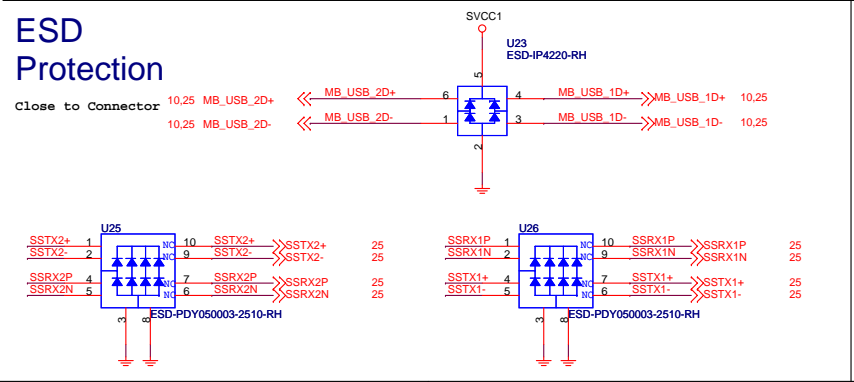 ESD
Protection
Close to Connector
SVCC1
U23
ESD-IP4220-RH
5
10,25 MB_USB_2D+ MB_USB_2D+ 6 4 MB_USB_1D+ MB_USB_1D+ 10,25
10,25 MB_USB_2D- MB_USB_2D- 1 3 MB_USB_1D- MB_USB_1D- 10,25
2
U25
SSTX2+ 1 NC 10 SSTX2+ SSTX2+ 25
SSTX2- 2 NC 9 SSTX2- SSTX2- 25
SSRX2P 4 NC 7 SSRX2P SSRX2P 25
SSRX2N 5 NC 6 SSRX2N SSRX2N 25
3 8
ESD-PDY050003-2510-RH
U26
SSRX1P 1 NC 10 SSRX1P SSRX1P 25
SSRX1N 2 NC 9 SSRX1N SSRX1N 25
SSTX1+ 4 NC 7 SSTX1+ SSTX1+ 25
SSTX1- 5 NC 6 SSTX1- SSTX1- 25
3 8
ESD-PDY050003-2510-RH